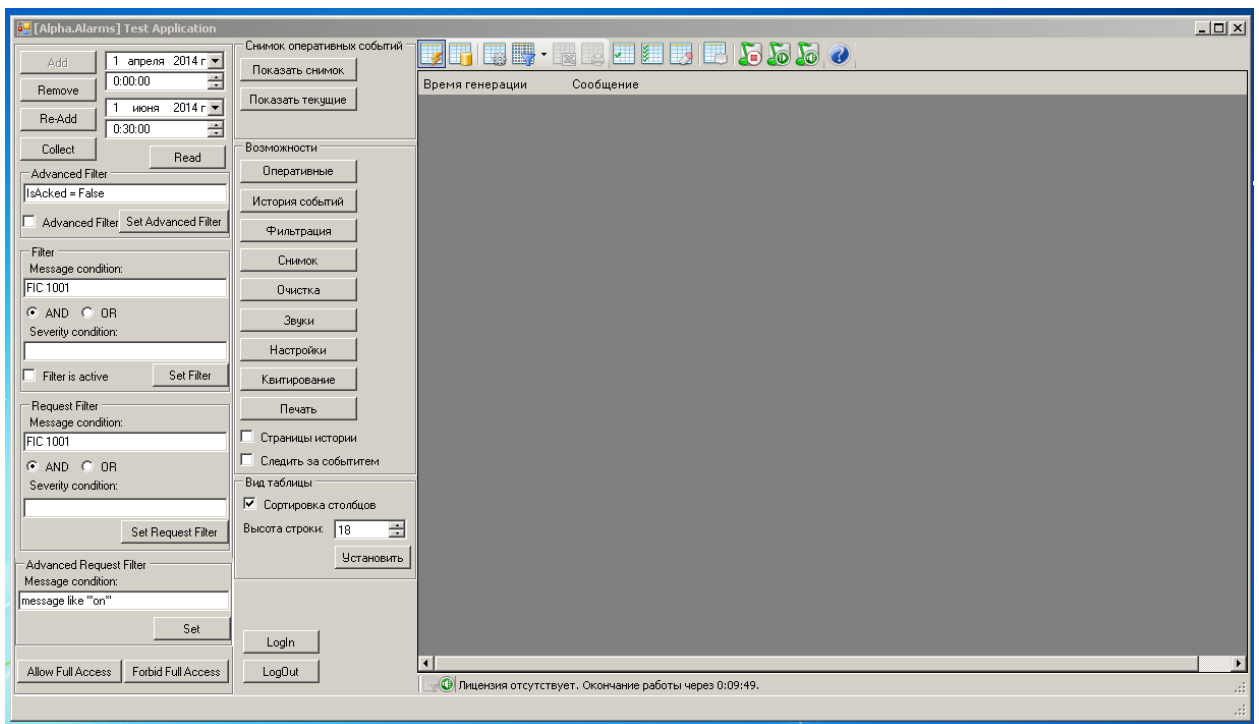 [Alpha.Alarms] Test Application
Add
1 апреля 2014 г
0:00:00
Remove
1 июня 2014 г
Re-Add
0:30:00
Collect
Read
Advanced Filter
IsAcked = False
Advanced Filter
Set Advanced Filter
Filter
Message condition:
FIC 1001
AND OR
Severity condition:
Filter is active
Set Filter
Request Filter
Message condition:
FIC 1001
AND OR
Severity condition:
Set Request Filter
Advanced Request Filter
Message condition:
message like "'on"'
Set
Allow Full Access
Forbid Full Access
Снимок оперативных событий
Показать снимок
Показать текущие
Возможности
Оперативные
История событий
Фильтрация
Снимок
Очистка
Звуки
Настройки
Квитирование
Печать
Страницы истории
Следить за событитем
Вид таблицы
Сортировка столбцов
Высота строки: 18
Установить
LogIn
LogOut
Время генерации Сообщение
Лицензия отсутствует. Окончание работы через 0:09:49.